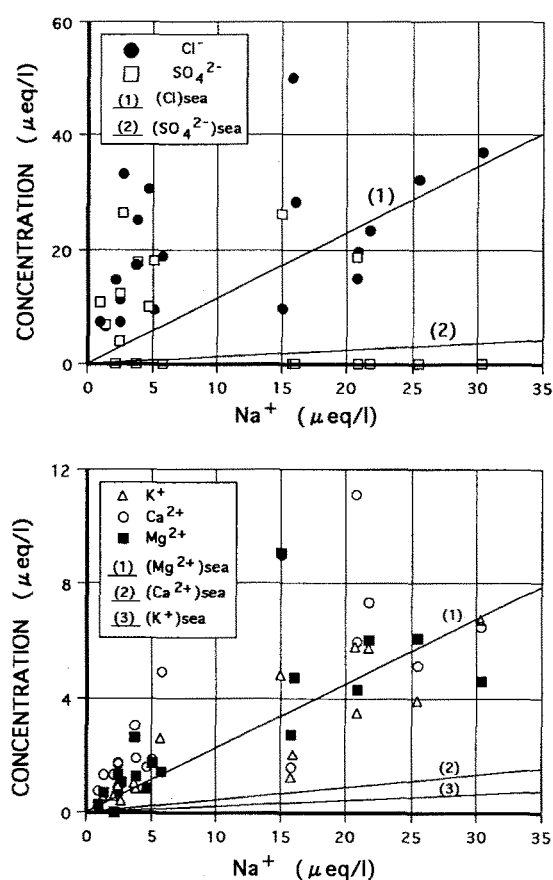 CONCENTRATION (μeq/l)
60
40
20
0
Cl⁻
SO₄²⁻
(1) (Cl)sea
(2) (SO₄²⁻)sea
(1)
(2)
0 5 10 15 20 25 30 35
Na⁺ (μeq/l)
CONCENTRATION (μeq/l)
12
8
4
0
K⁺
Ca²⁺
Mg²⁺
(1) (Mg²⁺)sea
(2) (Ca²⁺)sea
(3) (K⁺)sea
(1)
(2)
(3)
0 5 10 15 20 25 30 35
Na⁺ (μeq/l)